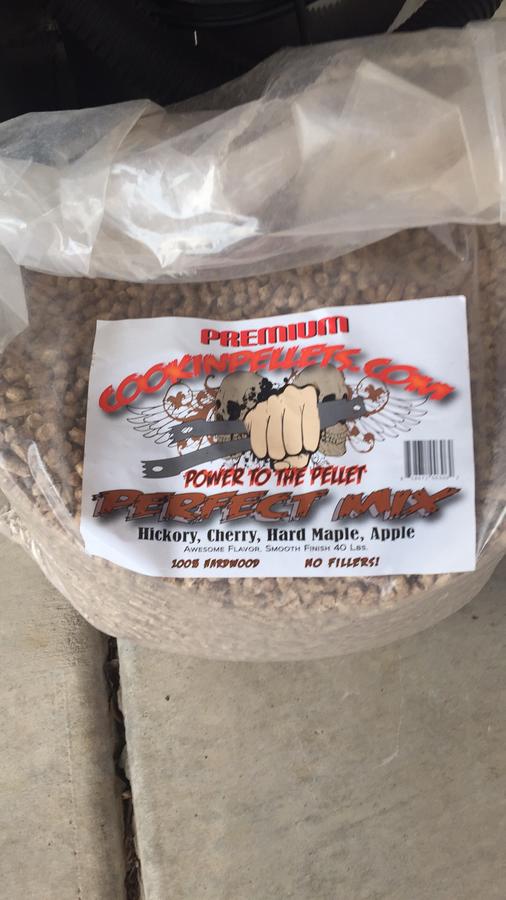 PREMIUM
COOKINPELLETS.COM
POWER TO THE PELLET
PERFECT MIX
Hickory, Cherry, Hard Maple, Apple
AWESOME FLAVOR, SMOOTH FINISH 40 LBS.
100% HARDWOOD NO FILLERS!